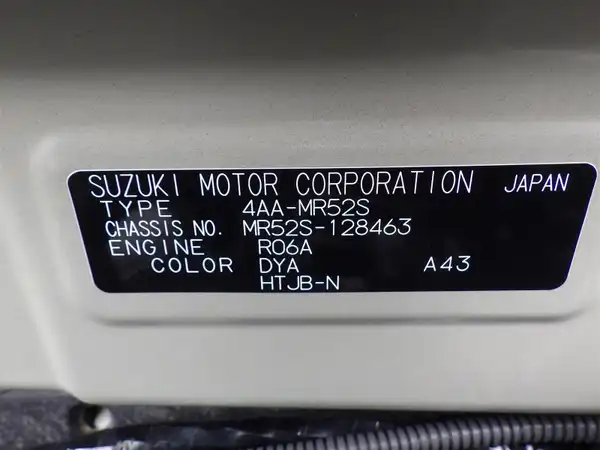 SUZUKI MOTOR CORPORATION JAPAN
TYPE 4AA-MR52S
CHASSIS NO. MR52S-128463
ENGINE R06A
COLOR DYA A43
HTJB-N